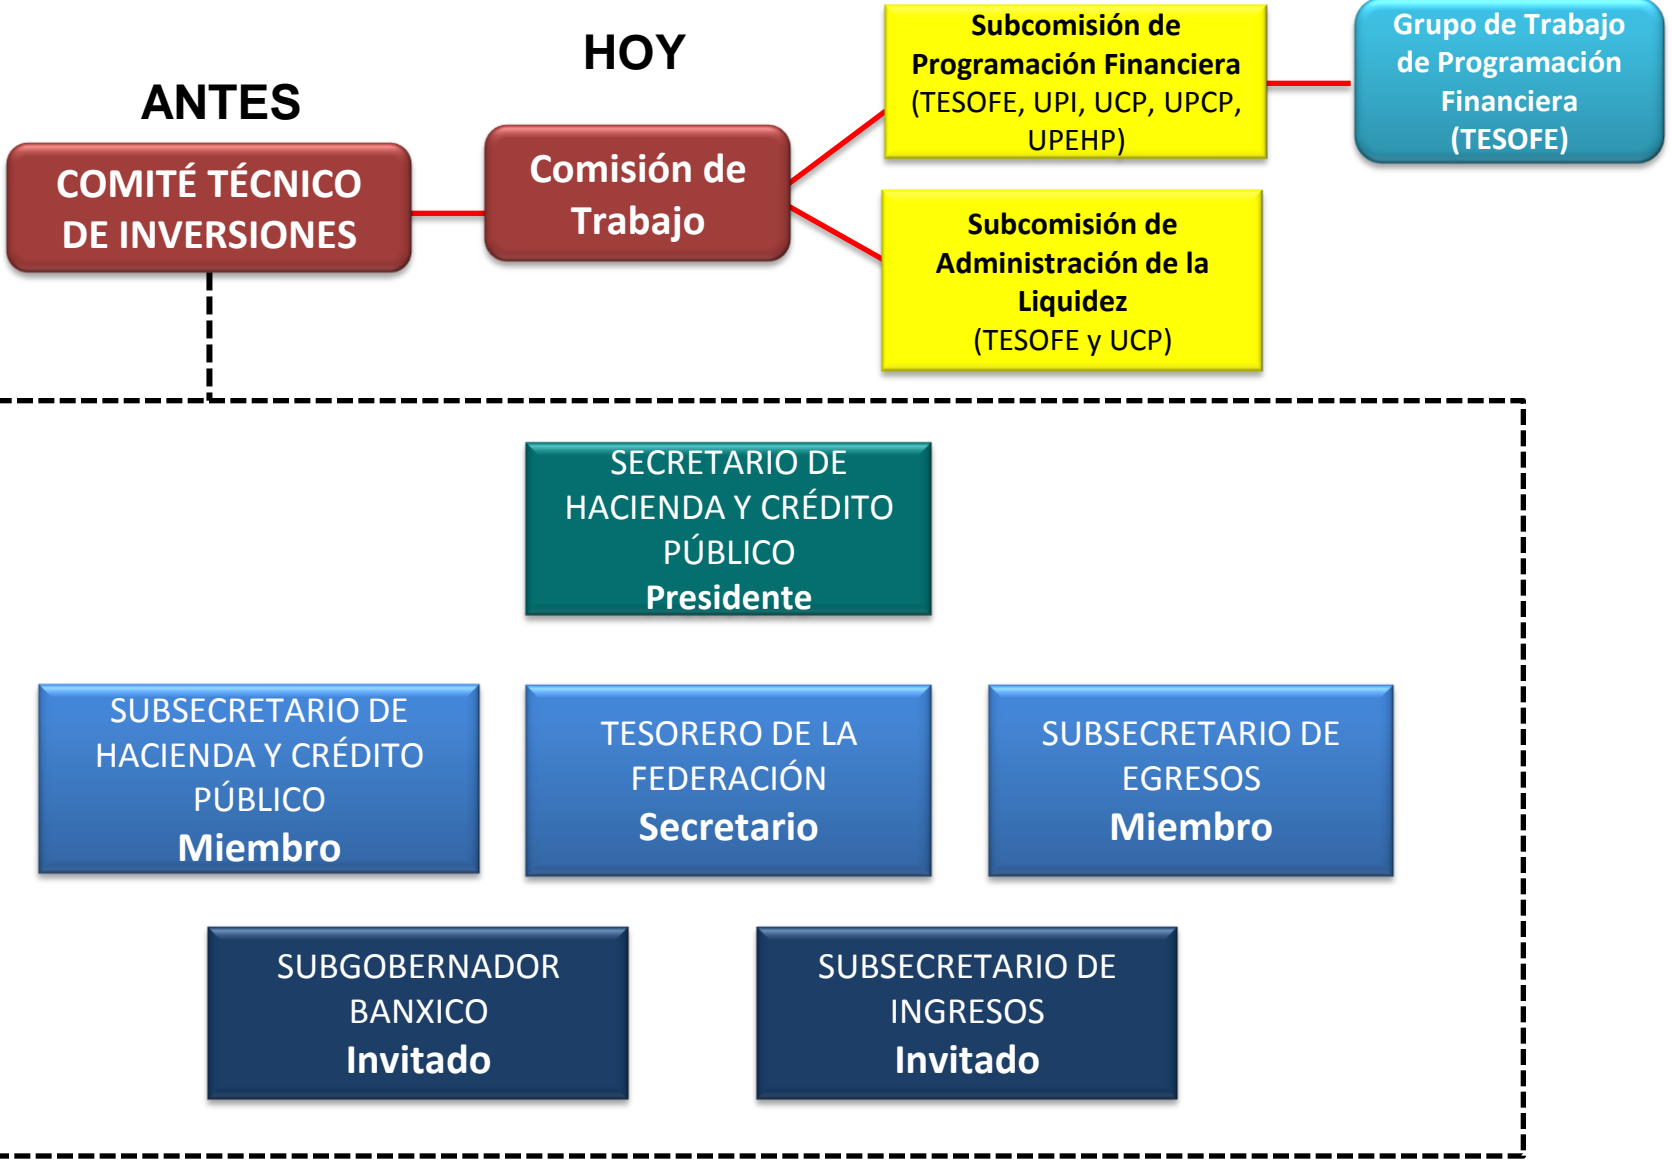 ANTES
COMITÉ TÉCNICO
DE INVERSIONES
HOY
Comisión de
Trabajo
Subcomisión de
Programación Financiera
(TESOFE, UPI, UCP, UPCP,
UPEHP)
Grupo de Trabajo
de Programación
Financiera
(TESOFE)
Subcomisión de
Administración de la
Liquidez
(TESOFE y UCP)
SECRETARIO DE
HACIENDA Y CRÉDITO
PÚBLICO
Presidente
SUBSECRETARIO DE
HACIENDA Y CRÉDITO
PÚBLICO
Miembro
TESORERO DE LA
FEDERACIÓN
Secretario
SUBSECRETARIO DE
EGRESOS
Miembro
SUBGOBERNADOR
BANXICO
Invitado
SUBSECRETARIO DE
INGRESOS
Invitado